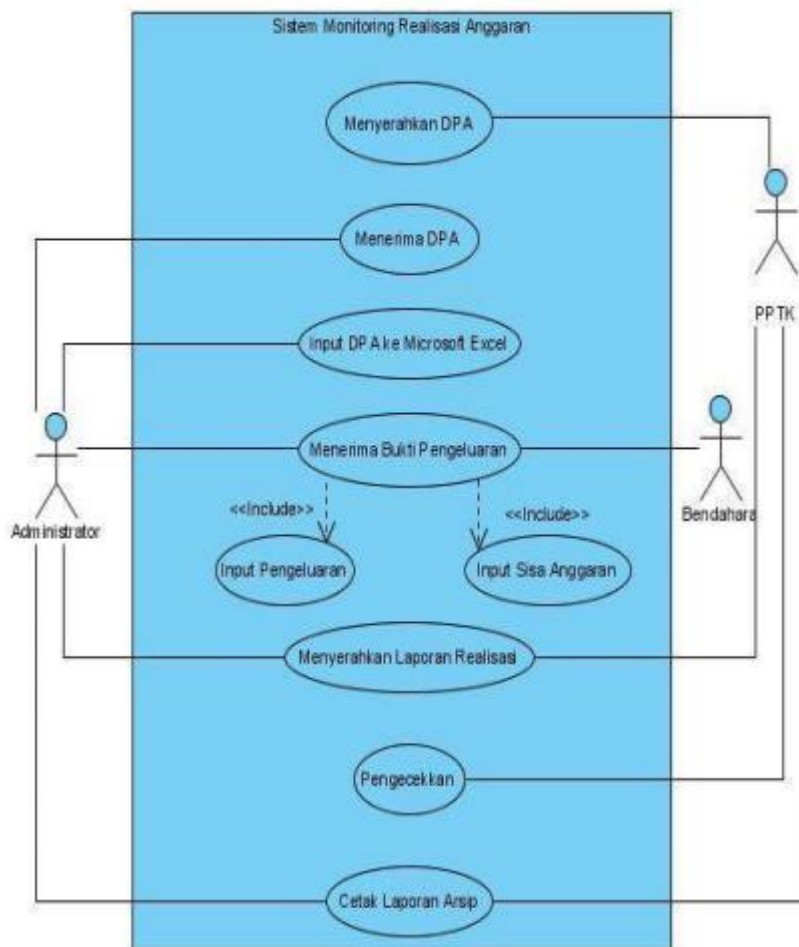 Sistem Monitoring Realisasi Anggaran
Menyerahkan DPA
Menerima DPA
PPTK
Input DPA ke Microsoft Excel
Menerima Bukti Pengeluaran
<<Include>>
<<Include>>
Bendahara
Administrator
Input Pengeluaran
Input Sisa Anggaran
Menyerahkan Laporan Realisasi
Pengecekkan
Cetak Laporan Arsip